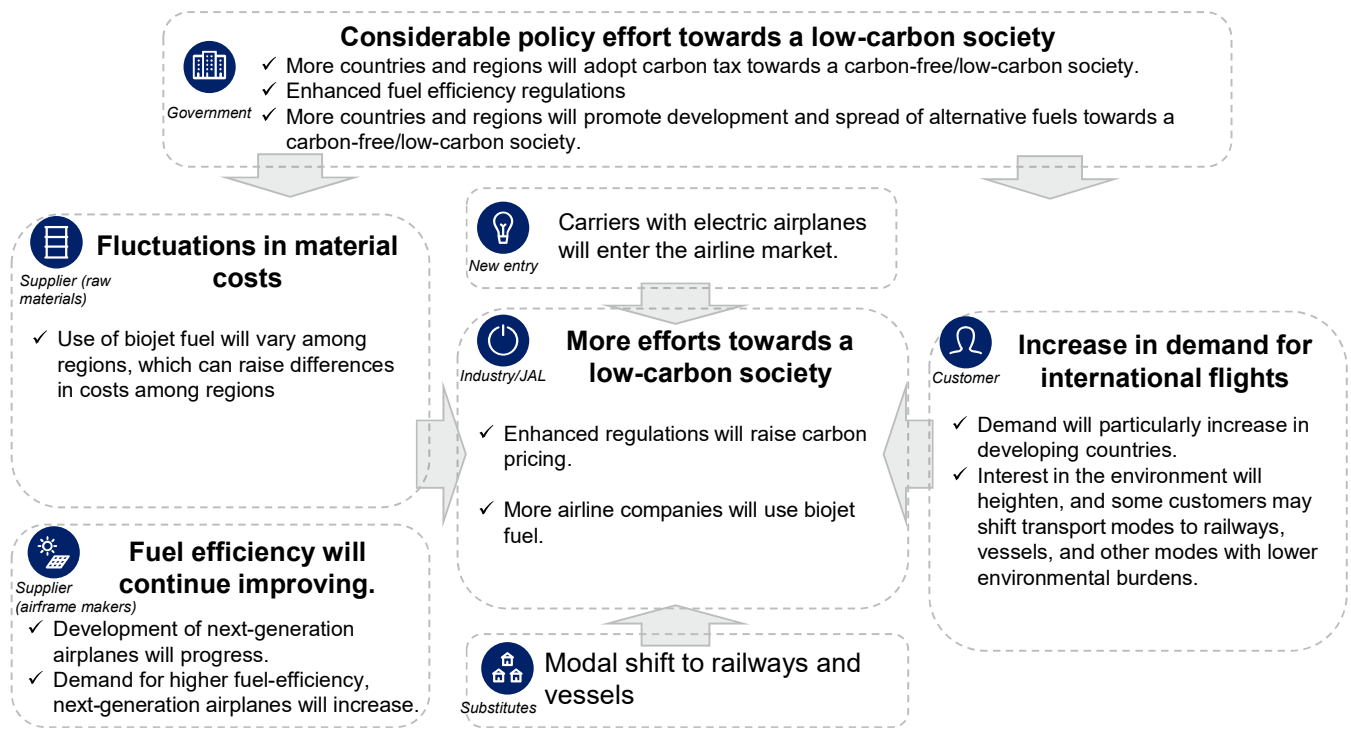 Considerable policy effort towards a low-carbon society
✓ More countries and regions will adopt carbon tax towards a carbon-free/low-carbon society.
✓ Enhanced fuel efficiency regulations
✓ More countries and regions will promote development and spread of alternative fuels towards a
carbon-free/low-carbon society.
Government
Fluctuations in material
costs
Supplier (raw
materials)
✓ Use of biojet fuel will vary among
regions, which can raise differences
in costs among regions
Carriers with electric airplanes
will enter the airline market.
New entry
More efforts towards a
low-carbon society
Industry/JAL
✓ Enhanced regulations will raise carbon
pricing.
✓ More airline companies will use biojet
fuel.
Increase in demand for
international flights
Customer
✓ Demand will particularly increase in
developing countries.
✓ Interest in the environment will
heighten, and some customers may
shift transport modes to railways,
vessels, and other modes with lower
environmental burdens.
Fuel efficiency will
continue improving.
Supplier
(airframe makers)
✓ Development of next-generation
airplanes will progress.
✓ Demand for higher fuel-efficiency,
next-generation airplanes will increase.
Modal shift to railways and
vessels
Substitutes